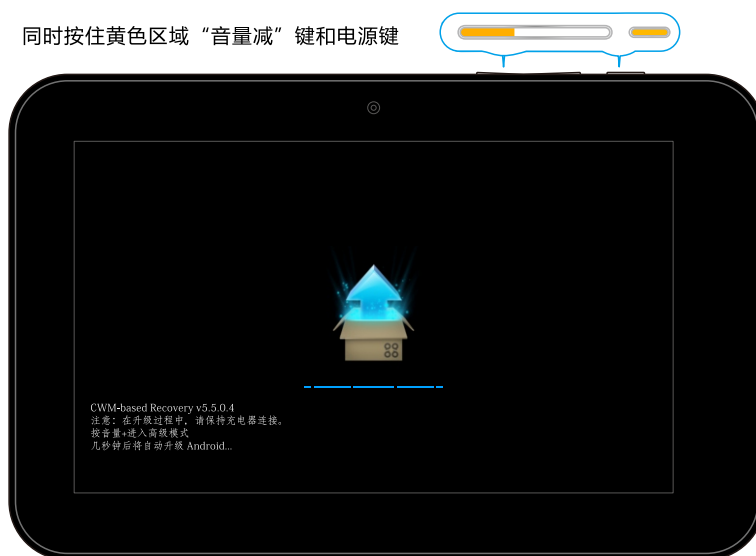 同时按住黄色区域“音量减”键和电源键
CWM-based Recovery v5.5.0.4
注意：在升级过程中，请保持充电器连接。
按音量+进入高级模式
几秒钟后将自动升级 Android...